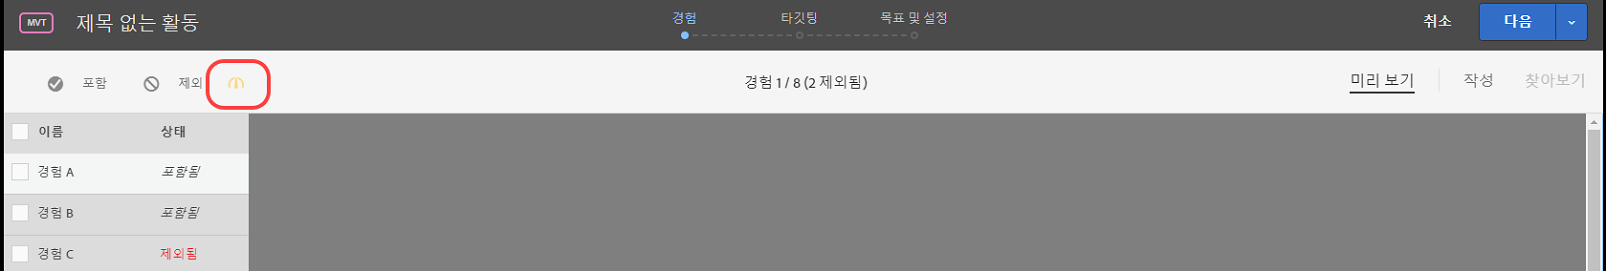 MVT 제목 없는 활동 경험 타깃팅 목표 및 설정 취소 다음
포함 제외 경험 1 / 8 (2 제외됨) 미리 보기 작성 찾아보기
이름 상태
경험 A 포함됨
경험 B 포함됨
경험 C 제외됨